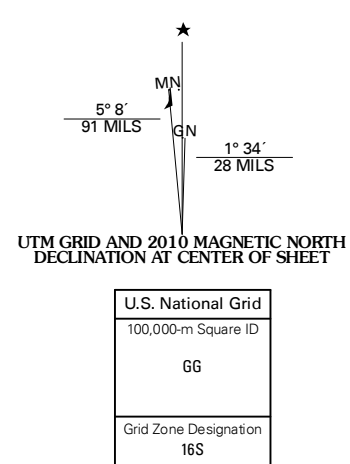 MN
5° 8´
91 MILS
GN
1° 34´
28 MILS
UTM GRID AND 2010 MAGNETIC NORTH
DECLINATION AT CENTER OF SHEET
U.S. National Grid
100,000-m Square ID
GG
Grid Zone Designation
16S